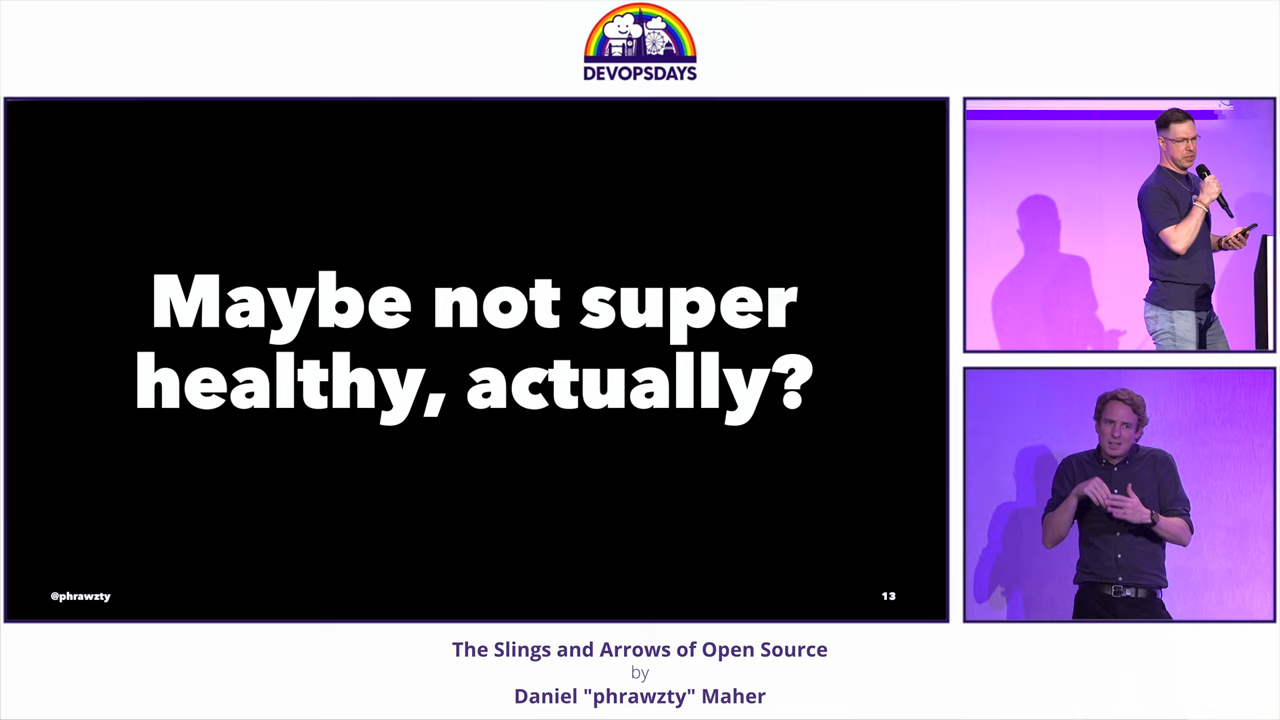 DEVOPSDAYS
Maybe not super
healthy, actually?
@phrawzty
13
The Slings and Arrows of Open Source
by
Daniel "phrawzty" Maher